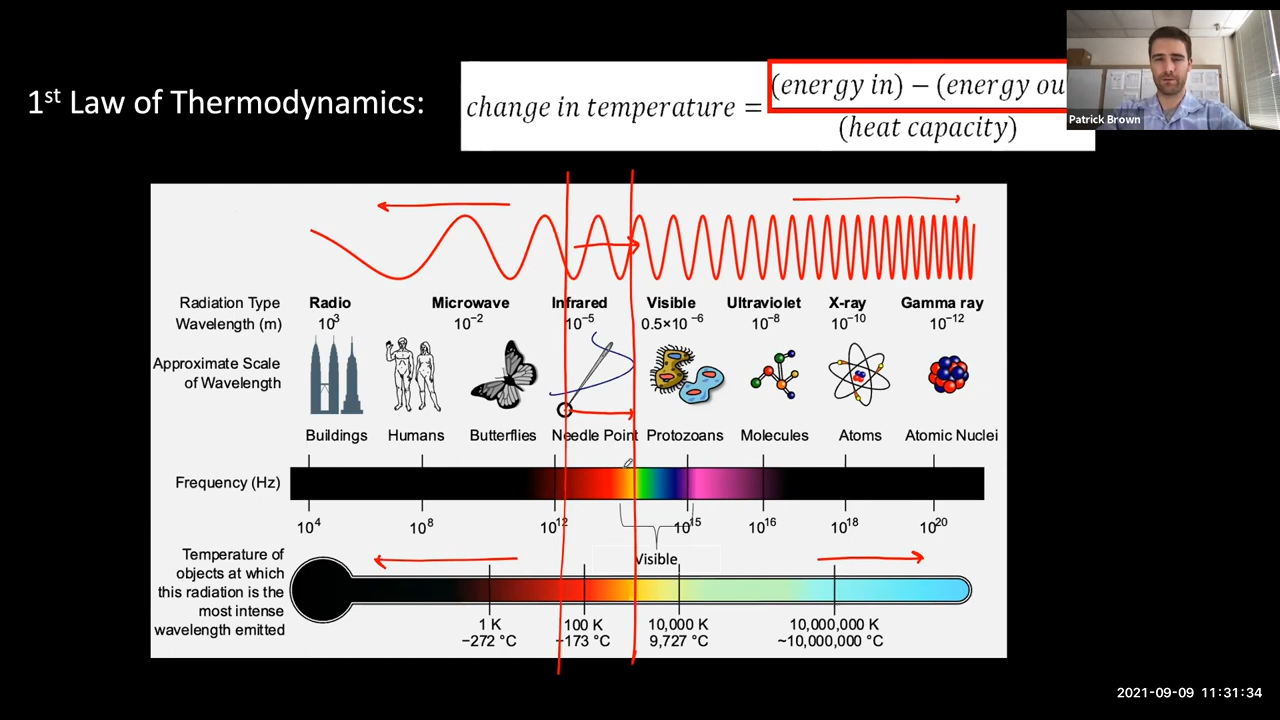 1st Law of Thermodynamics:
change in temperature = (energy in) − (energy ou
(heat capacity)
Patrick Brown
Radiation Type Radio Microwave Infrared Visible Ultraviolet X-ray Gamma ray
Wavelength (m) 10³ 10⁻² 10⁻⁵ 0.5×10⁻⁶ 10⁻⁸ 10⁻¹⁰ 10⁻¹²
Approximate Scale
of Wavelength
Buildings Humans Butterflies Needle Point Protozoans Molecules Atoms Atomic Nuclei
Frequency (Hz)
10⁴ 10⁸ 10¹² 10¹⁵ 10¹⁶ 10¹⁸ 10²⁰
Visible
Temperature of
objects at which
this radiation is the
most intense
wavelength emitted
1 K 100 K 10,000 K 10,000,000 K
−272 °C −173 °C 9,727 °C ~10,000,000 °C
2021-09-09 11:31:34